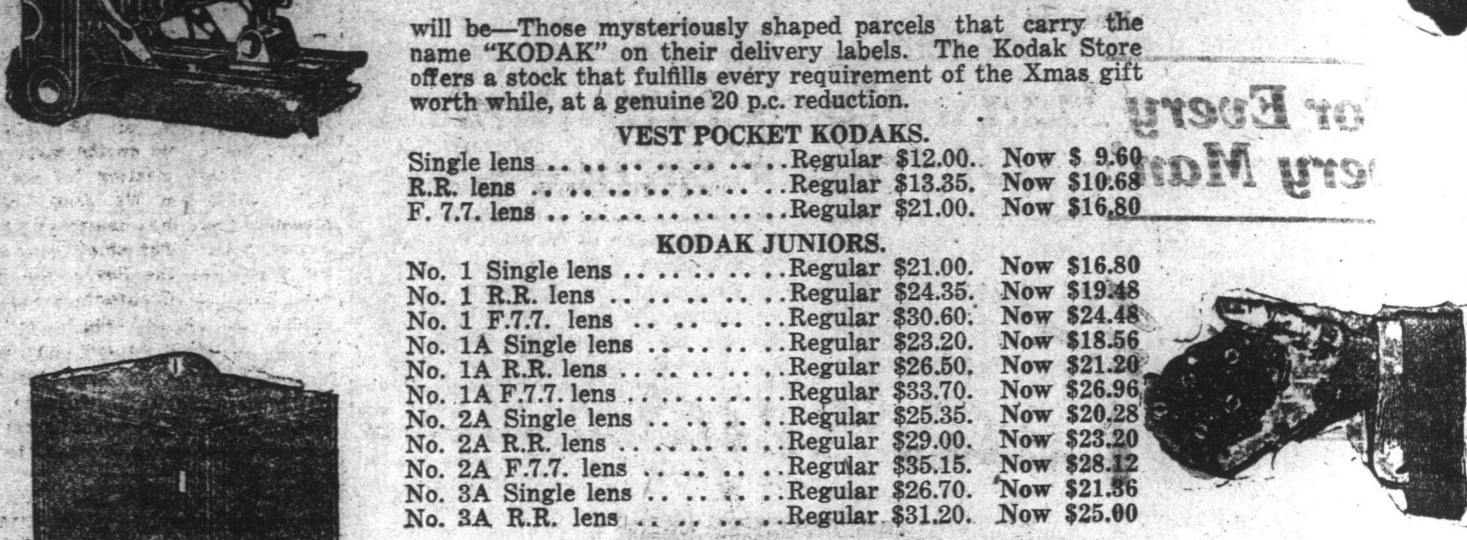 will be—Those mysteriously shaped parcels that carry the
name “KODAK” on their delivery labels. The Kodak Store
offers a stock that fulfills every requirement of the Xmas gift
worth while, at a genuine 20 p.c. reduction.
VEST POCKET KODAKS.
Single lens .. .. .. .. .. .. Regular $12.00. Now $ 9.60
R.R. lens .. .. .. .. .. .. Regular $13.35. Now $10.68
F. 7.7. lens .. .. .. .. .. .. Regular $21.00. Now $16.80
KODAK JUNIORS.
No. 1 Single lens .. .. .. .. Regular $21.00. Now $16.80
No. 1 R.R. lens .. .. .. .. Regular $24.35. Now $19.48
No. 1 F.7.7. lens .. .. .. .. Regular $30.60. Now $24.48
No. 1A Single lens .. .. .. Regular $23.20. Now $18.56
No. 1A R.R. lens .. .. .. .. Regular $26.50. Now $21.20
No. 1A F.7.7. lens .. .. .. .. Regular $33.70. Now $26.96
No. 2A Single lens .. .. .. Regular $25.35. Now $20.28
No. 2A R.R. lens .. .. .. .. Regular $29.00. Now $23.20
No. 2A F.7.7. lens .. .. .. Regular $35.15. Now $28.12
No. 3A Single lens .. .. .. Regular $26.70. Now $21.36
No. 3A R.R. lens .. .. .. .. Regular $31.20. Now $25.00